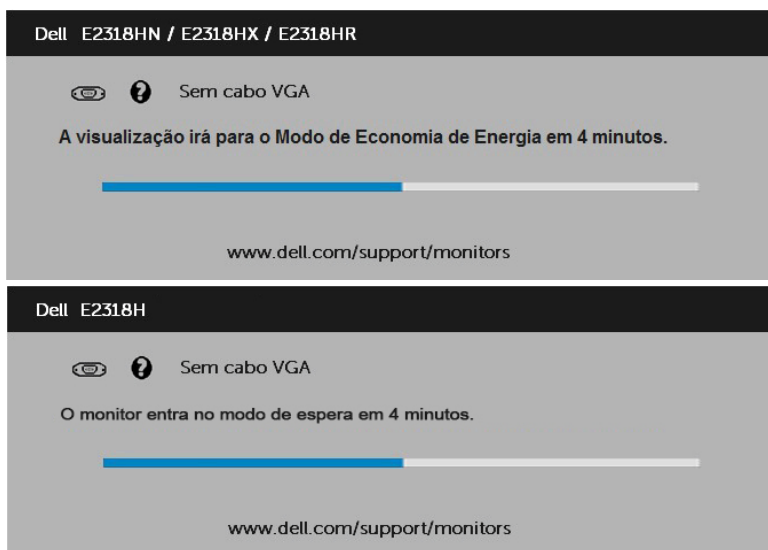 Dell E2318HN / E2318HX / E2318HR
Sem cabo VGA
A visualização irá para o Modo de Economia de Energia em 4 minutos.
www.dell.com/support/monitors
Dell E2318H
Sem cabo VGA
O monitor entra no modo de espera em 4 minutos.
www.dell.com/support/monitors